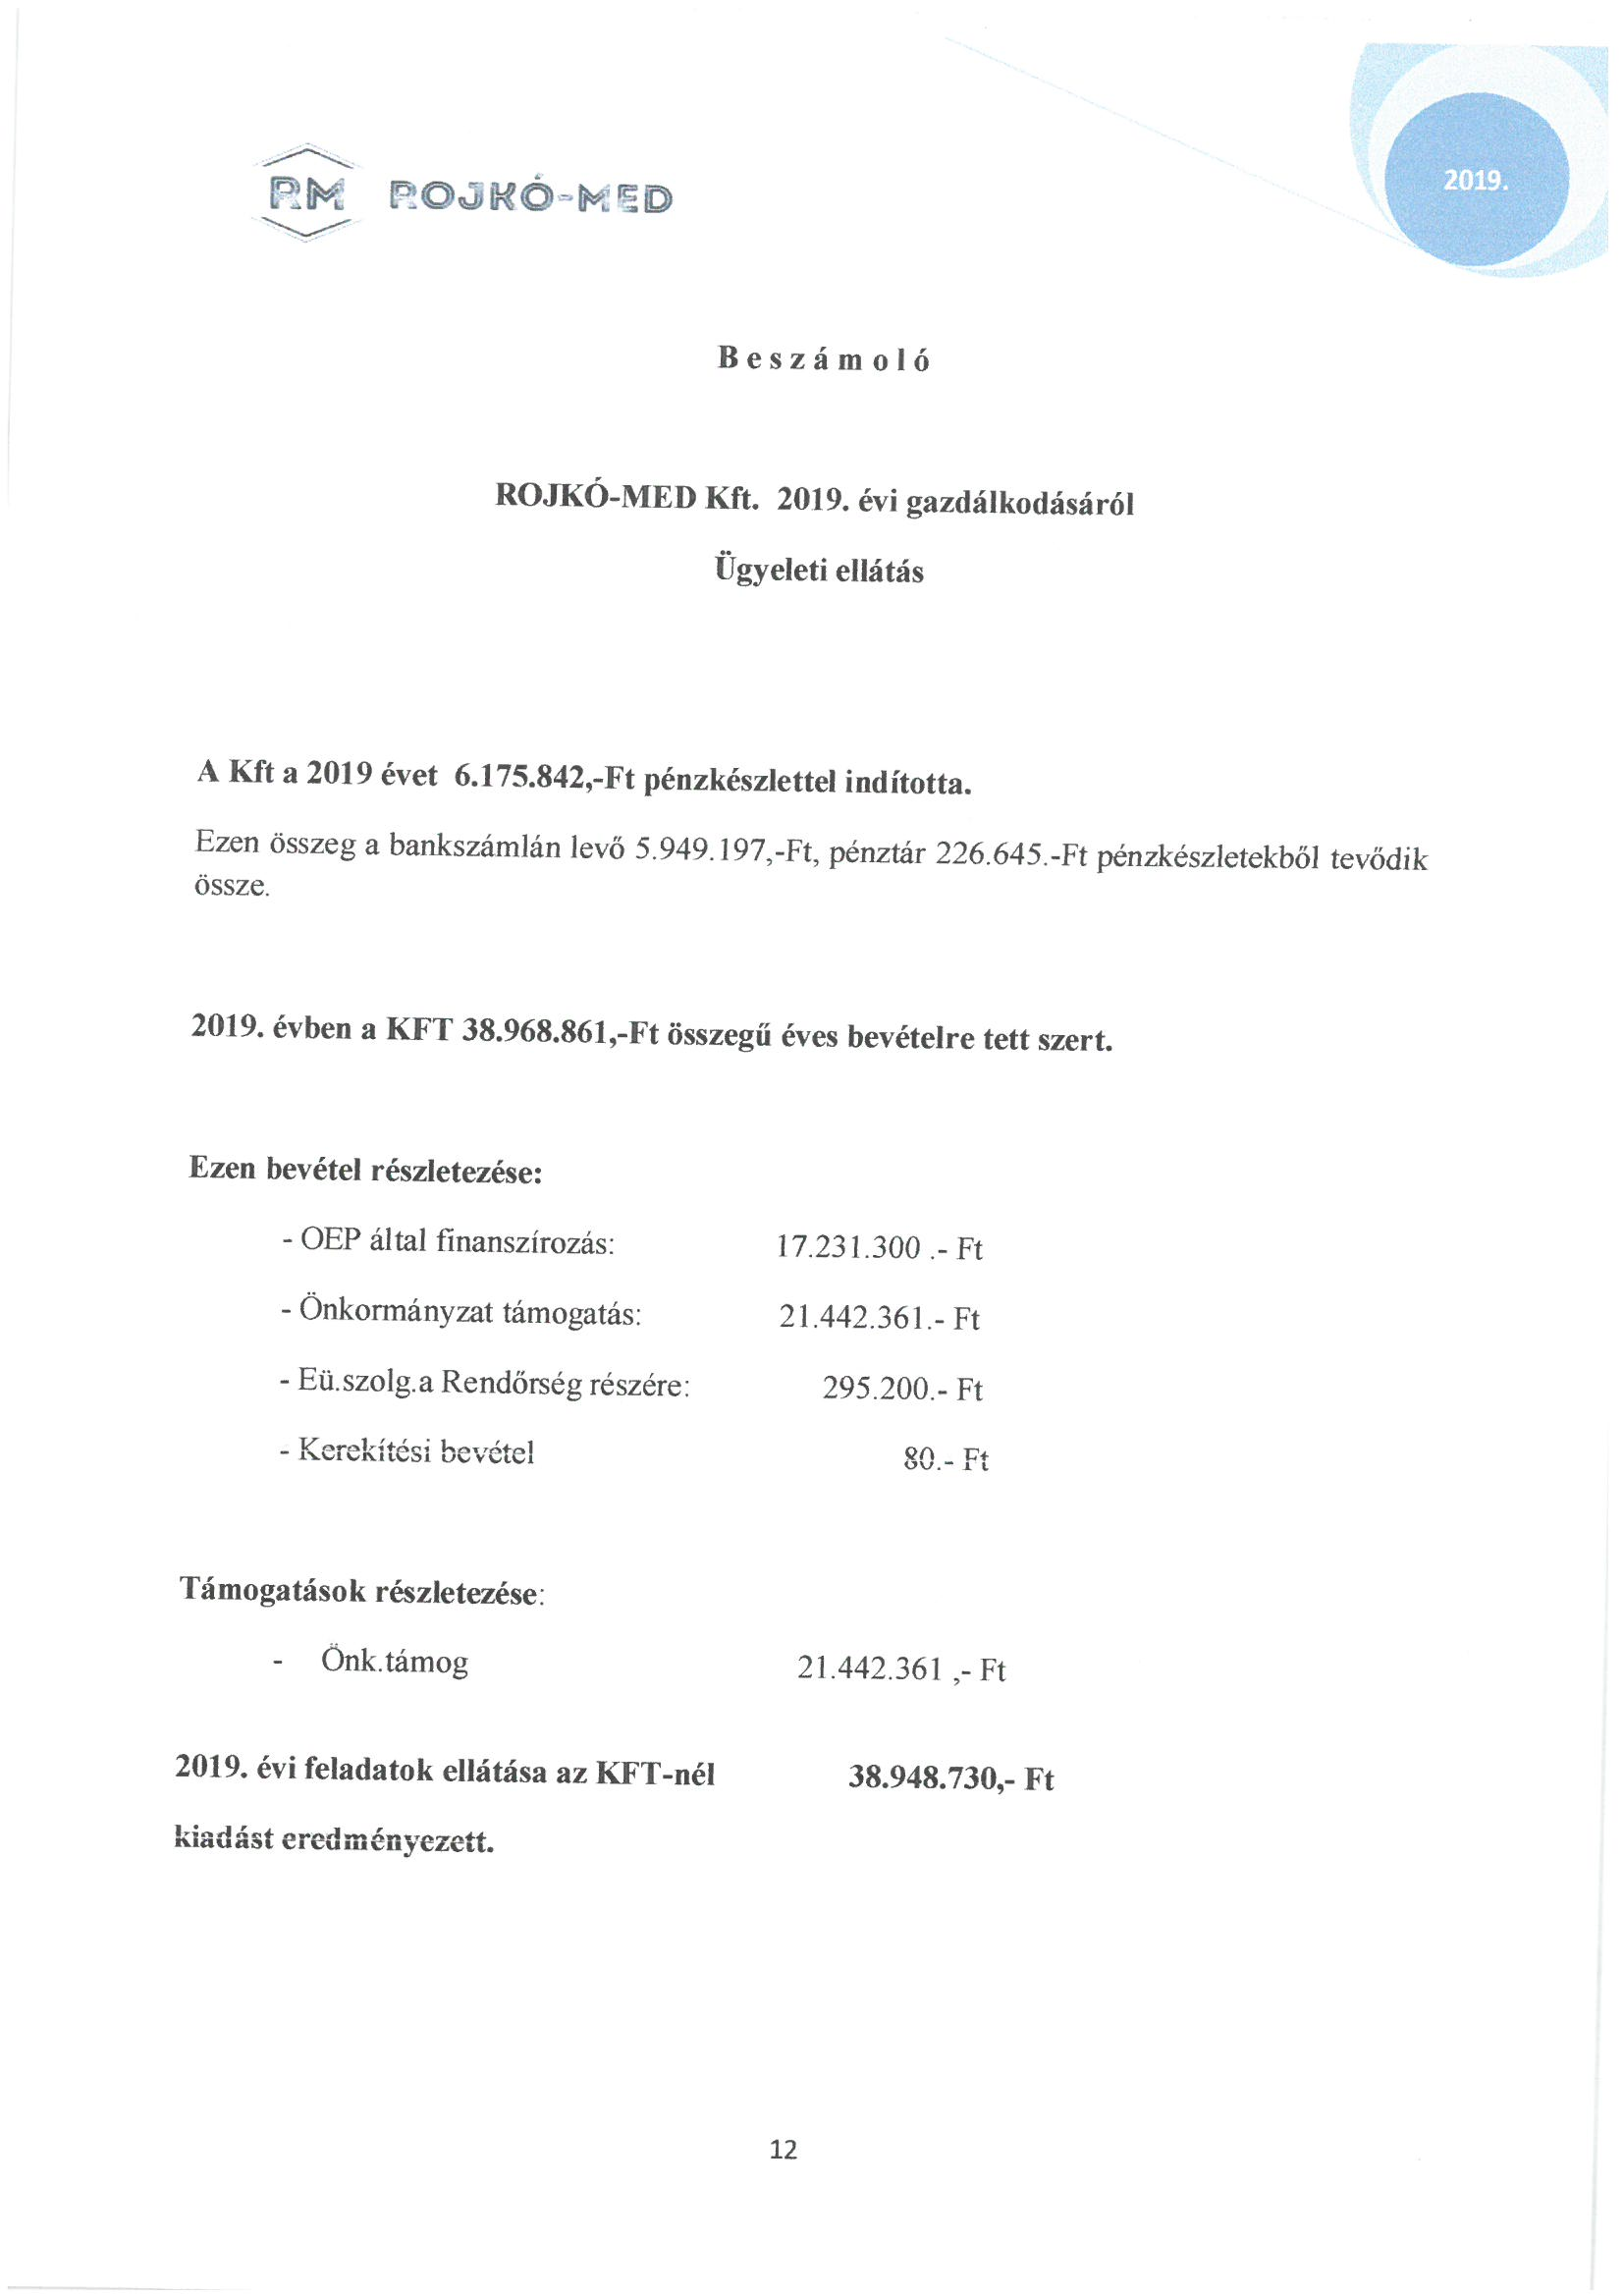 2019.
RM ROJKÓ-MED
Beszámoló
ROJKÓ-MED Kft. 2019. évi gazdálkodásáról
Ügyeleti ellátás
A Kft a 2019 évet 6.175.842,-Ft pénzkészlettel indította.
Ezen összeg a bankszámlán levő 5.949.197,-Ft, pénztár 226.645.-Ft pénzkészletekből tevődik
össze.
2019. évben a KFT 38.968.861,-Ft összegű éves bevételre tett szert.
Ezen bevétel részletezése:
- OEP által finanszírozás: 17.231.300 .- Ft
- Önkormányzat támogatás: 21.442.361.- Ft
- Eü.szolg.a Rendőrség részére: 295.200.- Ft
- Kerekítési bevétel 80.- Ft
Támogatások részletezése:
- Önk.támog 21.442.361 ,- Ft
2019. évi feladatok ellátása az KFT-nél 38.948.730,- Ft
kiadást eredményezett.
12